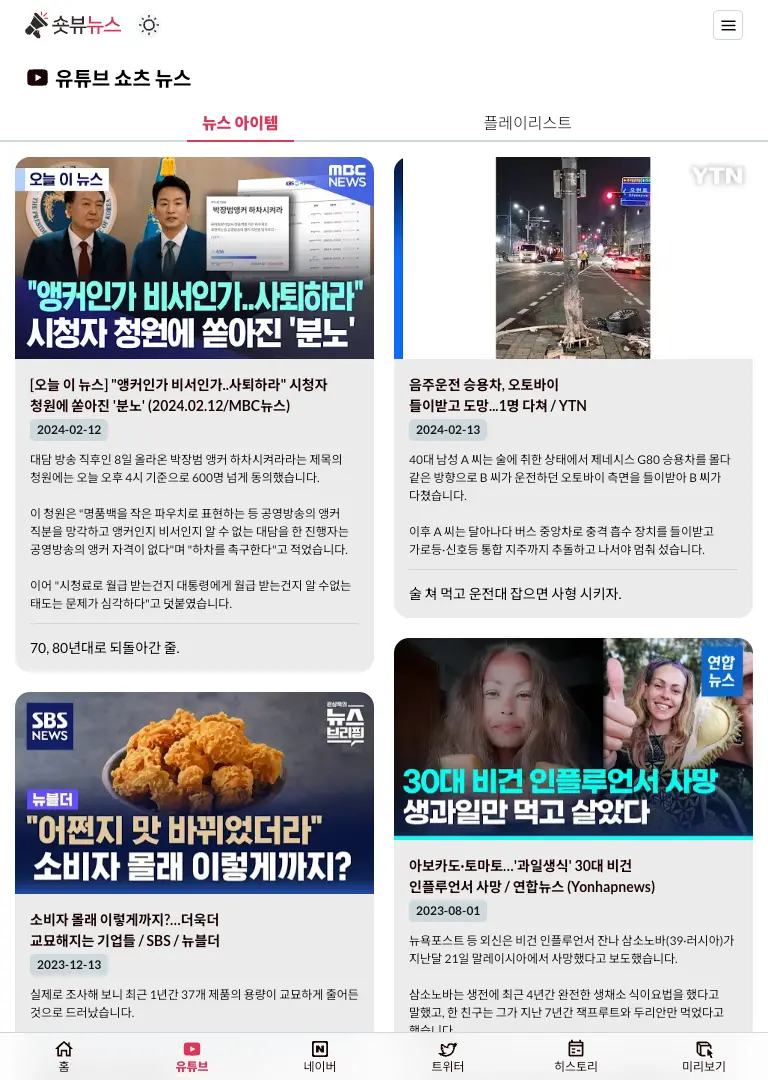 숏뷰뉴스
유튜브 쇼츠 뉴스
뉴스 아이템
플레이리스트
오늘 이 뉴스
MBC
NEWS
박장범앵커 하차시켜라
"앵커인가 비서인가..사퇴하라"
시청자 청원에 쏟아진 '분노'
[오늘 이 뉴스] "앵커인가 비서인가..사퇴하라" 시청자
청원에 쏟아진 '분노' (2024.02.12/MBC뉴스)
2024-02-12
대담 방송 직후인 8일 올라온 박장범 앵커 하차시켜라라는 제목의
청원에는 오늘 오후 4시 기준으로 600명 넘게 동의했습니다.
이 청원은 "명품백을 작은 파우치로 표현하는 등 공영방송의 앵커
직분을 망각하고 앵커인지 비서인지 알 수 없는 대담을 한 진행자는
공영방송의 앵커 자격이 없다"며 "하차를 촉구한다"고 적었습니다.
이어 "시청료로 월급 받는건지 대통령에게 월급 받는건지 알 수없는
태도는 문제가 심각하다"고 덧붙였습니다.
70, 80년대로 되돌아간 줄.
SBS
NEWS
뉴스
브리핑
뉴블더
"어쩐지 맛 바뀌었더라"
소비자 몰래 이렇게까지?
소비자 몰래 이렇게까지?…더욱더
교묘해지는 기업들 / SBS / 뉴블더
2023-12-13
실제로 조사해 보니 최근 1년간 37개 제품의 용량이 교묘하게 줄어든
것으로 드러났습니다.
YTN
음주운전 승용차, 오토바이
들이받고 도망...1명 다쳐 / YTN
2024-02-13
40대 남성 A 씨는 술에 취한 상태에서 제네시스 G80 승용차를 몰다
같은 방향으로 B 씨가 운전하던 오토바이 측면을 들이받아 B 씨가
다쳤습니다.
이후 A 씨는 달아나다 버스 중앙차로 충격 흡수 장치를 들이받고
가로등·신호등 통합 지주까지 추돌하고 나서야 멈춰 섰습니다.
술 쳐 먹고 운전대 잡으면 사형 시키자.
연합
뉴스
30대 비건 인플루언서 사망
생과일만 먹고 살았다
아보카도·토마토…'과일생식' 30대 비건
인플루언서 사망 / 연합뉴스 (Yonhapnews)
2023-08-01
뉴욕포스트 등 외신은 비건 인플루언서 잔나 삼소노바(39·러시아)가
지난달 21일 말레이시아에서 사망했다고 보도했습니다.
삼소노바는 생전에 최근 4년간 완전한 생채소 식이요법을 했다고
말했고, 한 친구는 그가 지난 7년간 잭프루트와 두리안만 먹었다고
했습니다.
홈
유튜브
네이버
트위터
히스토리
미리보기